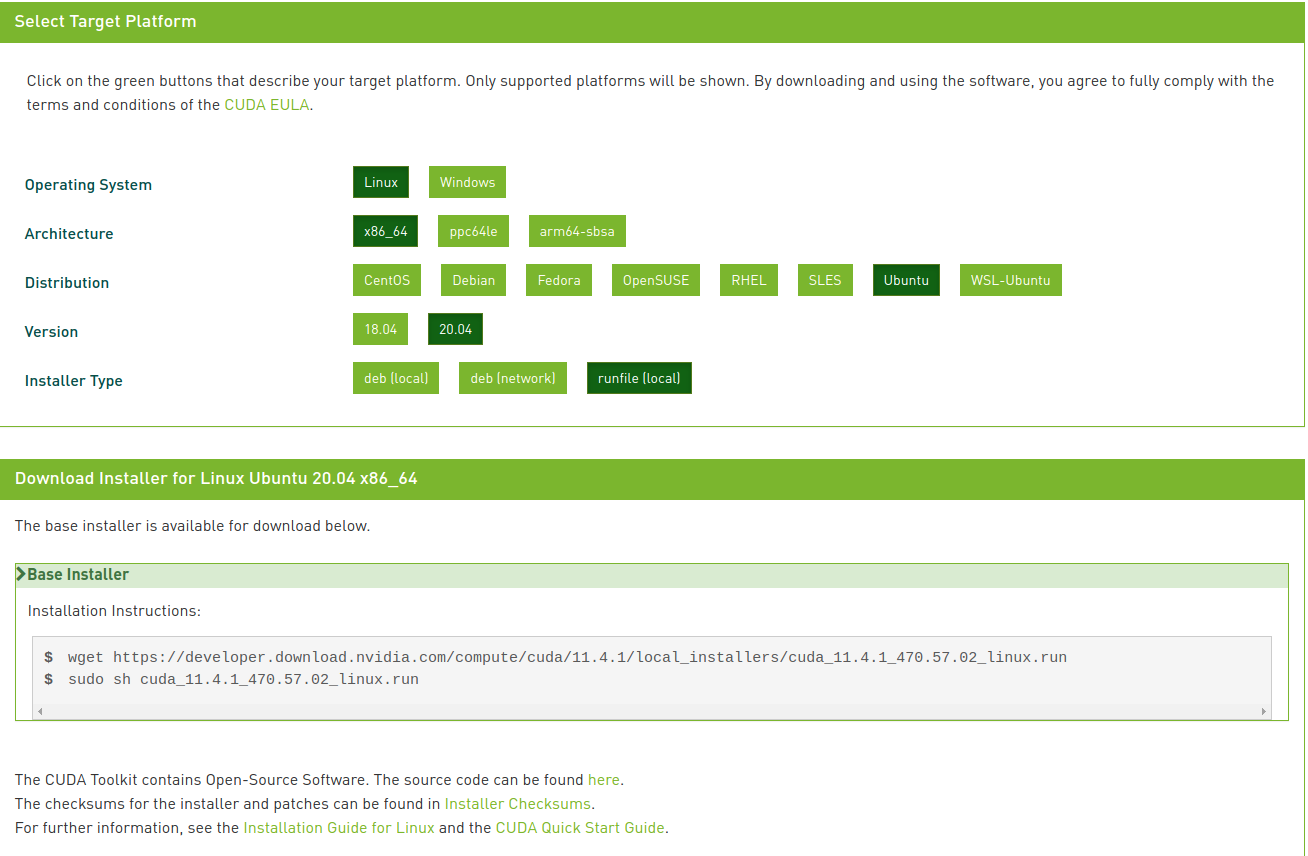 Select Target Platform
Click on the green buttons that describe your target platform. Only supported platforms will be shown. By downloading and using the software, you agree to fully comply with the
terms and conditions of the CUDA EULA.
Operating System Linux Windows
Architecture x86_64 ppc64le arm64-sbsa
Distribution CentOS Debian Fedora OpenSUSE RHEL SLES Ubuntu WSL-Ubuntu
Version 18.04 20.04
Installer Type deb (local) deb (network) runfile (local)
Download Installer for Linux Ubuntu 20.04 x86_64
The base installer is available for download below.
Base Installer
Installation Instructions:
$ wget https://developer.download.nvidia.com/compute/cuda/11.4.1/local_installers/cuda_11.4.1_470.57.02_linux.run
$ sudo sh cuda_11.4.1_470.57.02_linux.run
The CUDA Toolkit contains Open-Source Software. The source code can be found here.
The checksums for the installer and patches can be found in Installer Checksums.
For further information, see the Installation Guide for Linux and the CUDA Quick Start Guide.